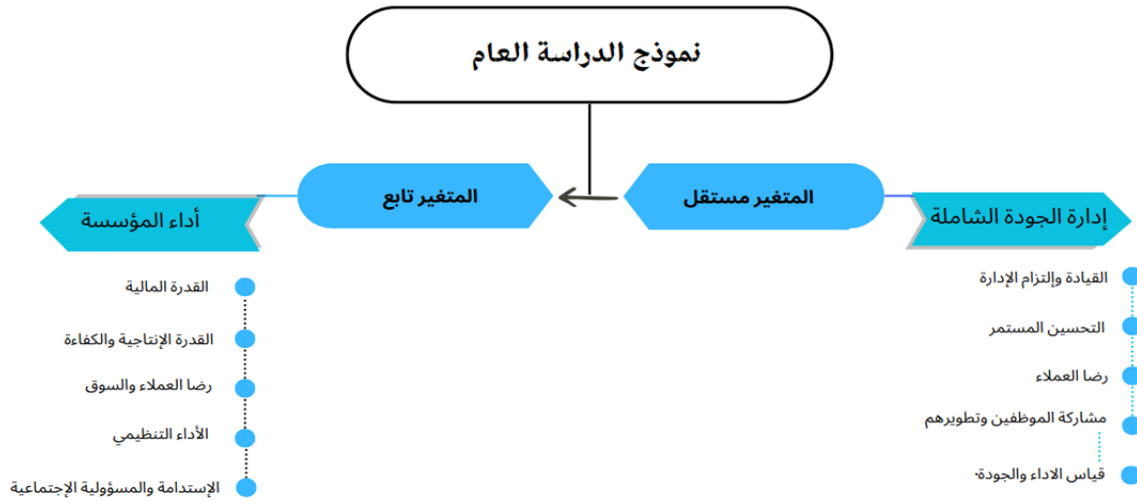 نموذج الدراسة العام
المتغير مستقل
المتغير تابع
إدارة الجودة الشاملة
القيادة وإلتزام الإدارة
التحسين المستمر
رضا العملاء
مشاركة الموظفين وتطويرهم
قياس الاداء والجودة.
أداء المؤسسة
القدرة المالية
القدرة الإنتاجية والكفاءة
رضا العملاء والسوق
الأداء التنظيمي
الإستدامة والمسؤولية الإجتماعية